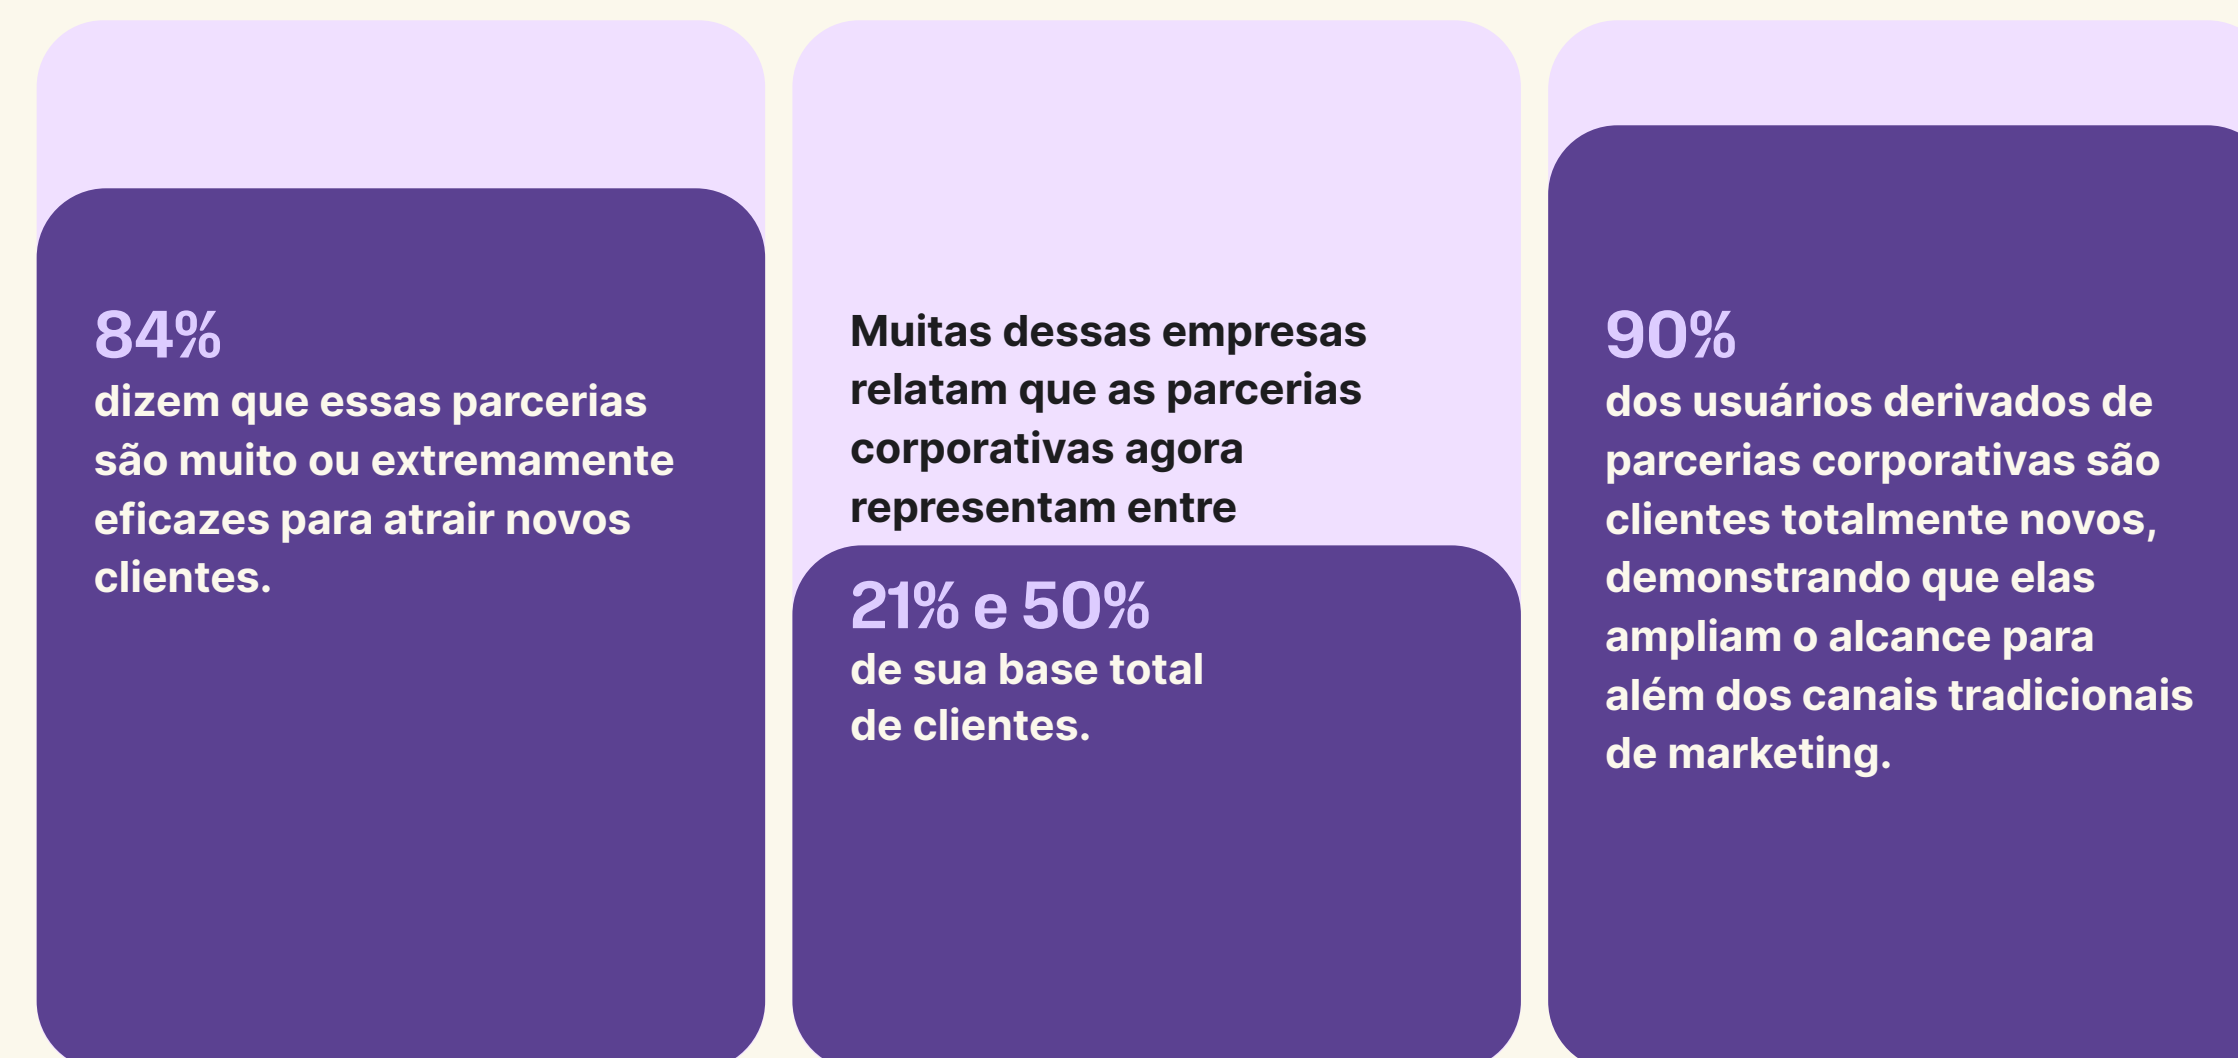 84%
dizem que essas parcerias
são muito ou extremamente
eficazes para atrair novos
clientes.
Muitas dessas empresas
relatam que as parcerias
corporativas agora
representam entre
21% e 50%
de sua base total
de clientes.
90%
dos usuários derivados de
parcerias corporativas são
clientes totalmente novos,
demonstrando que elas
ampliam o alcance para
além dos canais tradicionais
de marketing.